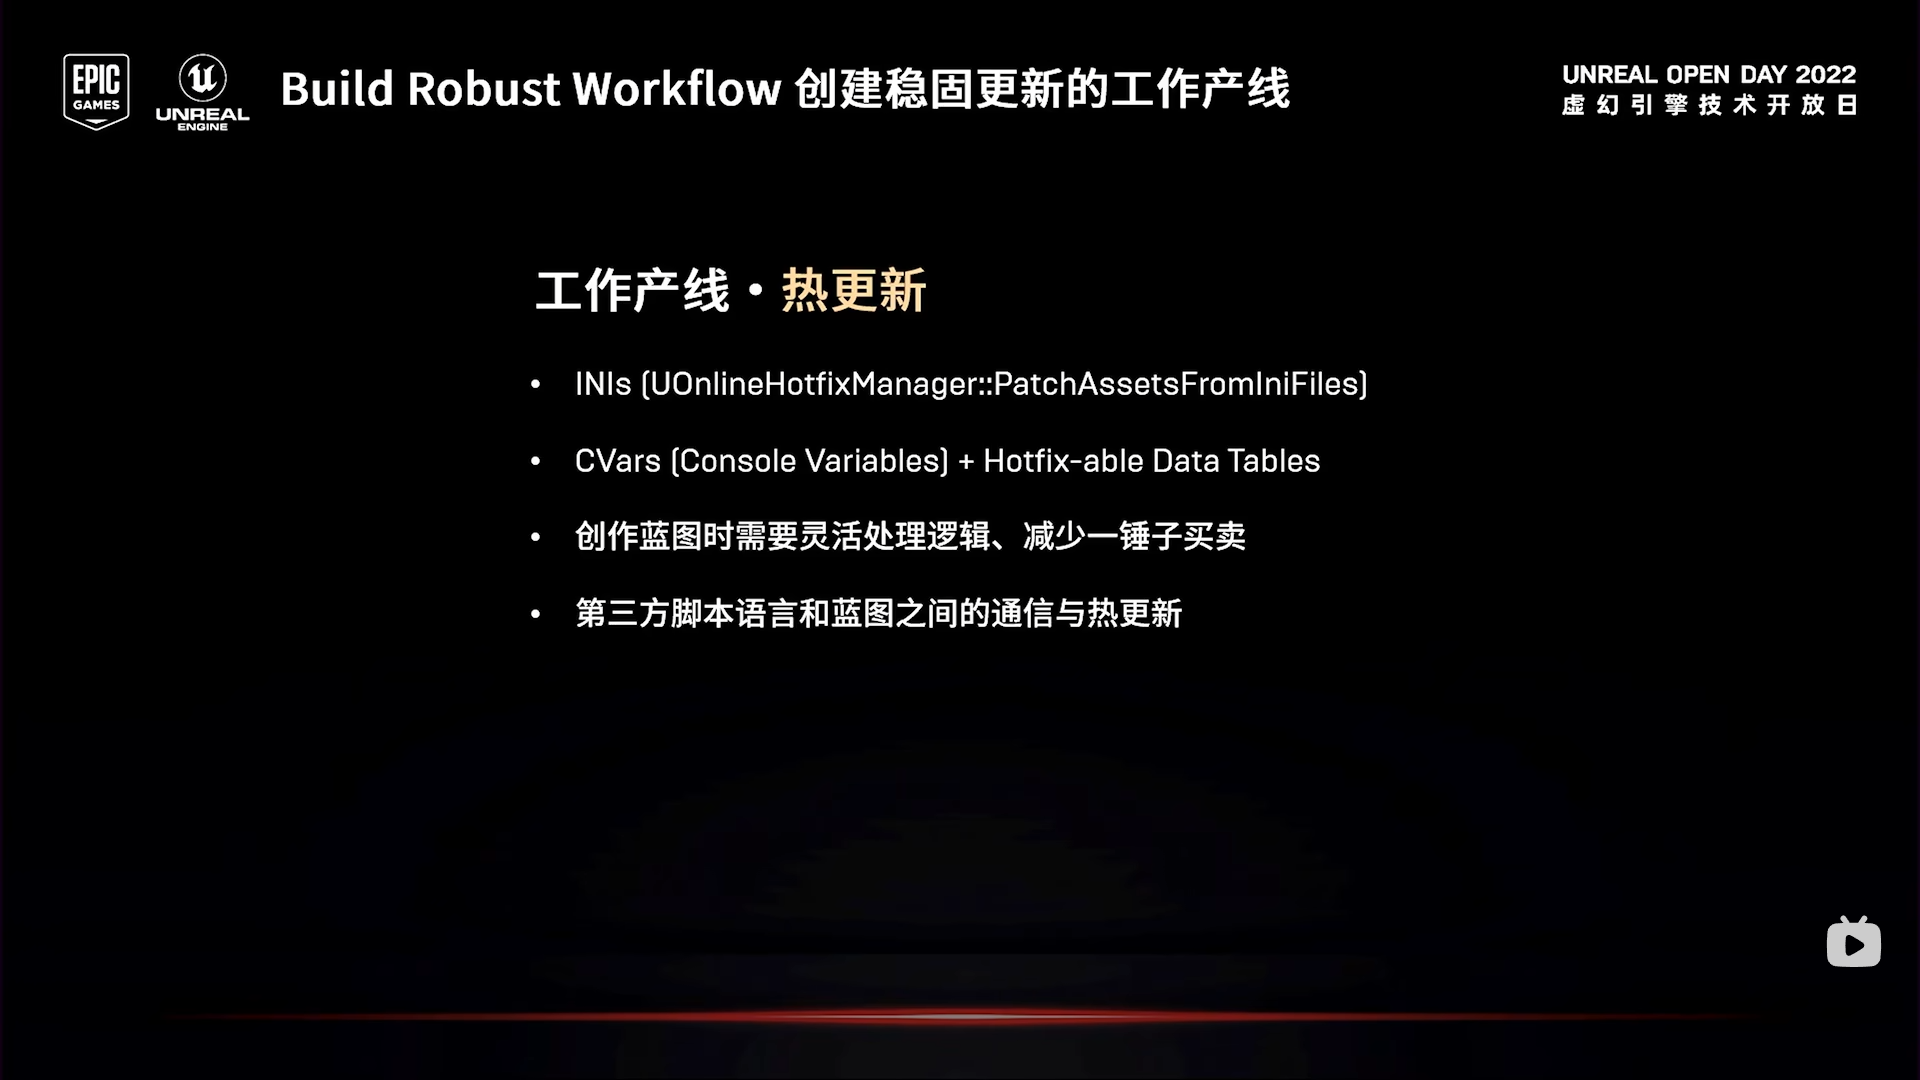 EPIC
GAMES
UNREAL
ENGINE
Build Robust Workflow 创建稳固更新的工作产线
UNREAL OPEN DAY 2022
虚幻引擎技术开放日
工作产线・热更新
• INIs (UOnlineHotfixManager::PatchAssetsFromIniFiles)
• CVars (Console Variables) + Hotfix-able Data Tables
• 创作蓝图时需要灵活处理逻辑、减少一锤子买卖
• 第三方脚本语言和蓝图之间的通信与热更新